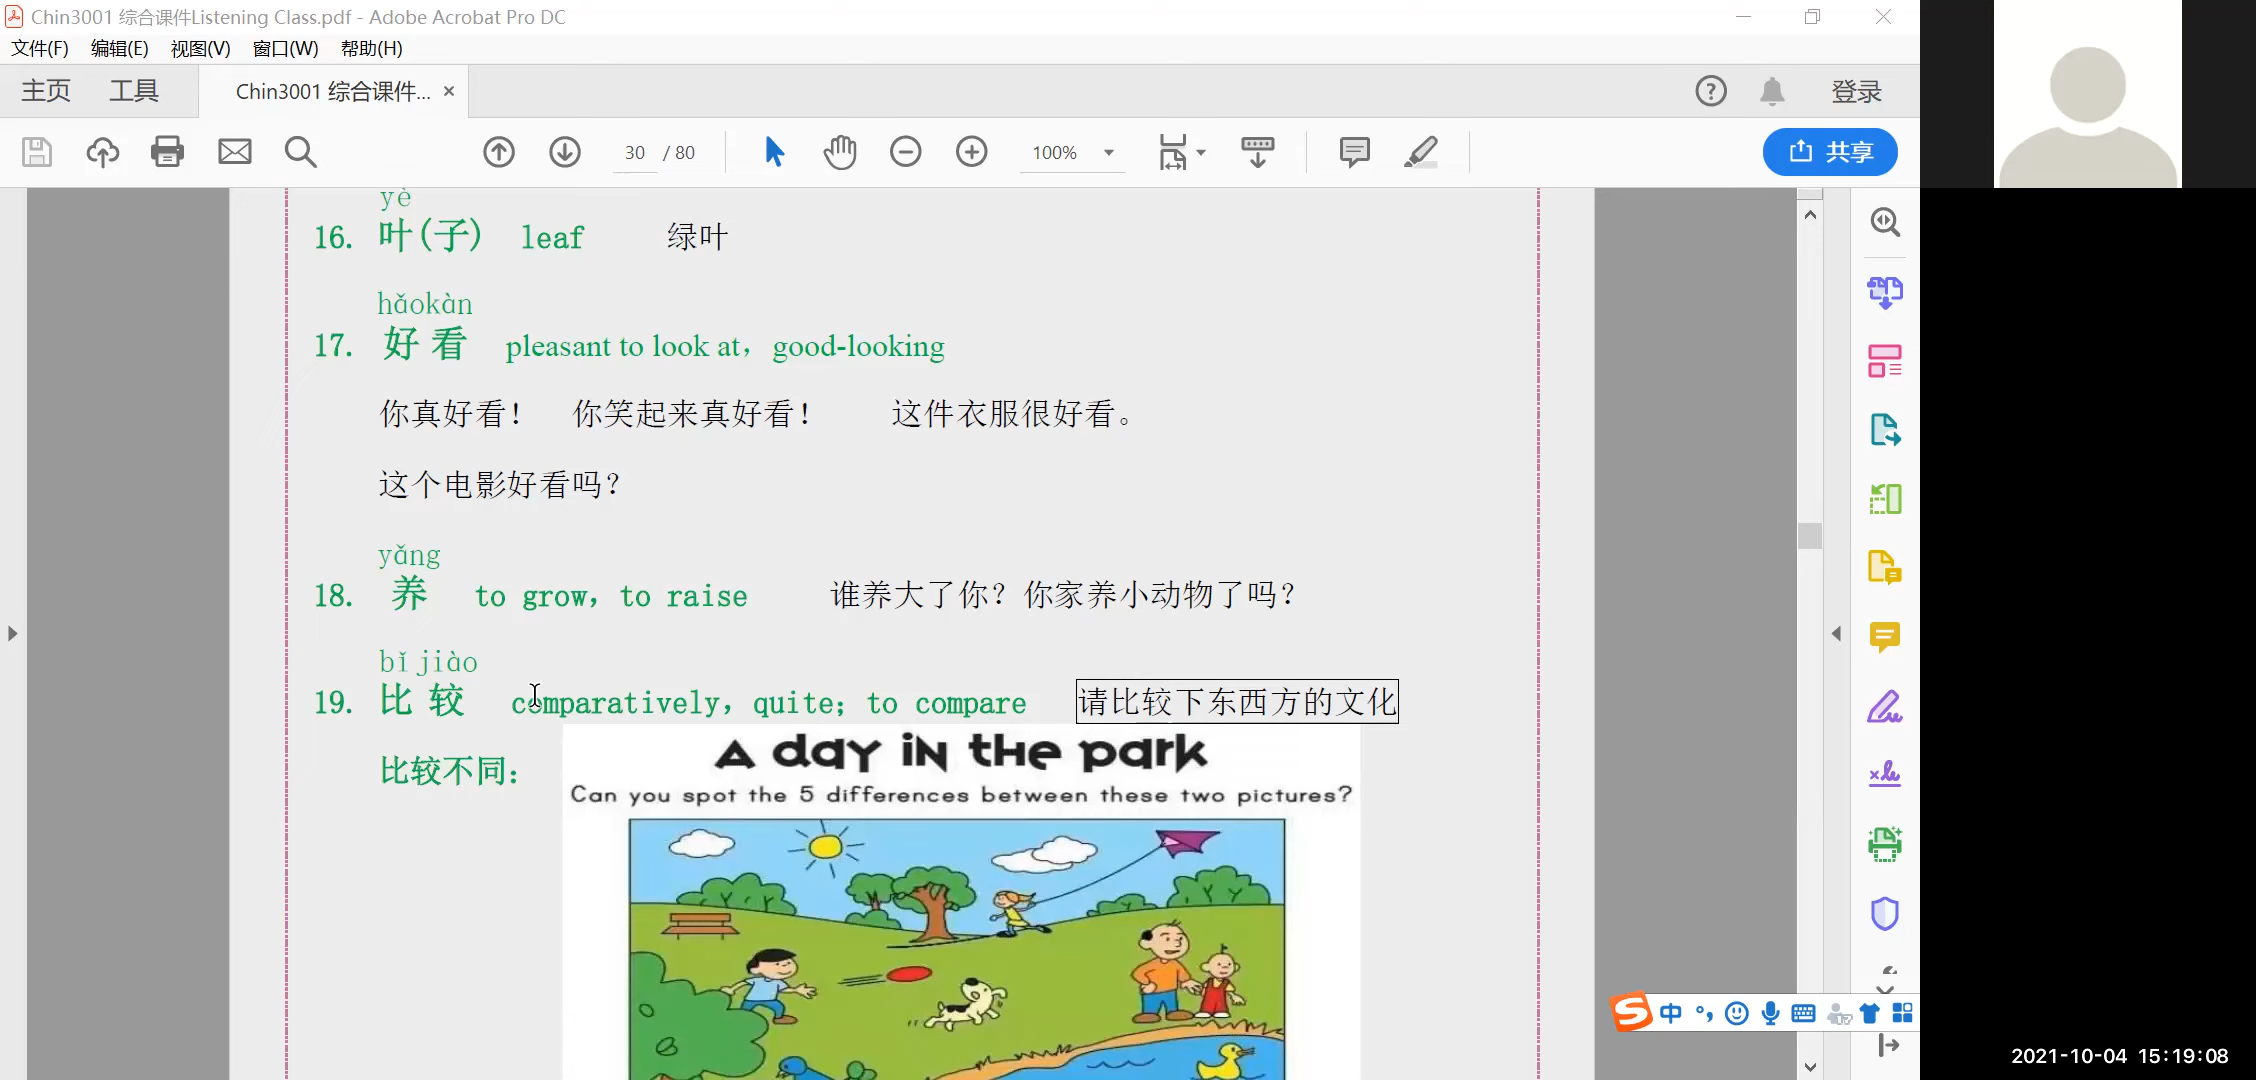 Chin3001 综合课件Listening Class.pdf - Adobe Acrobat Pro DC
文件(F) 编辑(E) 视图(V) 窗口(W) 帮助(H)
主页 工具 Chin3001 综合课件... × 登录
30 / 80 100% 共享
yè
16. 叶(子) leaf 绿叶
hǎokàn
17. 好看 pleasant to look at，good-looking
你真好看！ 你笑起来真好看！ 这件衣服很好看。
这个电影好看吗？
yǎng
18. 养 to grow, to raise 谁养大了你？你家养小动物了吗？
bǐjiào
19. 比较 comparatively, quite; to compare 请比较下东西方的文化
比较不同：
A day in the park
Can you spot the 5 differences between these two pictures?
中
2021-10-04 15:19:08